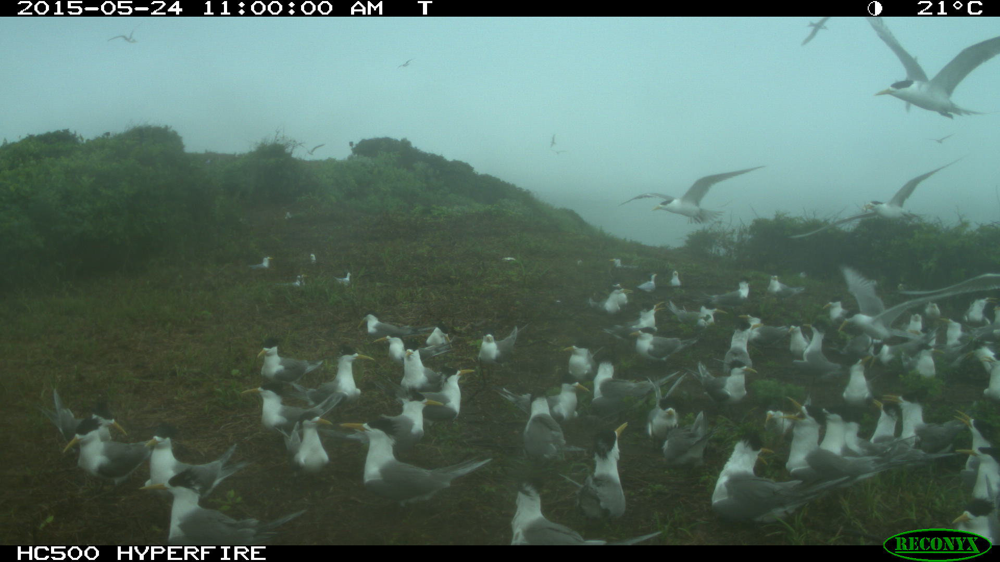 2015-05-24 11:00:00 AM T 21°C
HC500 HYPERFIRE
RECONYX